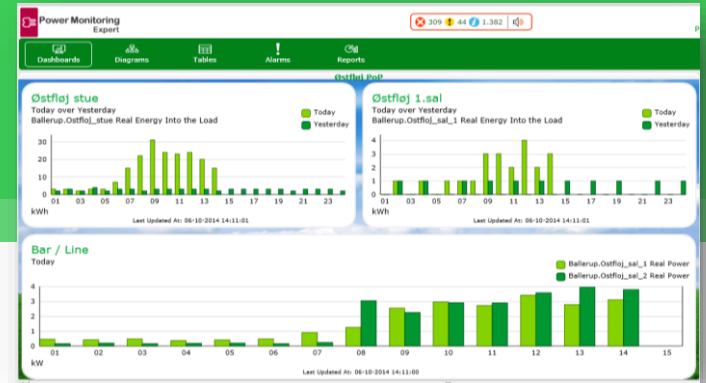 Power Monitoring
Expert
309 44 1.382
Dashboards Diagrams Tables Alarms Reports
Østfløj PoP
Østfløj stue
Today over Yesterday
Ballerup.Ostfloj_stue Real Energy Into the Load
Today
Yesterday
30
20
10
0
01 03 05 07 09 11 13 15 17 19 21 23
kWh
Last Updated At: 06-10-2014 14:11:01
Østfløj 1.sal
Today over Yesterday
Ballerup.Ostfloj_sal_1 Real Energy Into the Load
Today
Yesterday
4
3
2
1
0
01 03 05 07 09 11 13 15 17 19 21 23
kWh
Last Updated At: 06-10-2014 14:11:01
Bar / Line
Today
Ballerup.Ostfloj_sal_1 Real Power
Ballerup.Ostfloj_sal_2 Real Power
4
3
2
1
0
01 02 03 04 05 06 07 08 09 10 11 12 13 14 15
kW
Last Updated At: 06-10-2014 14:11:00